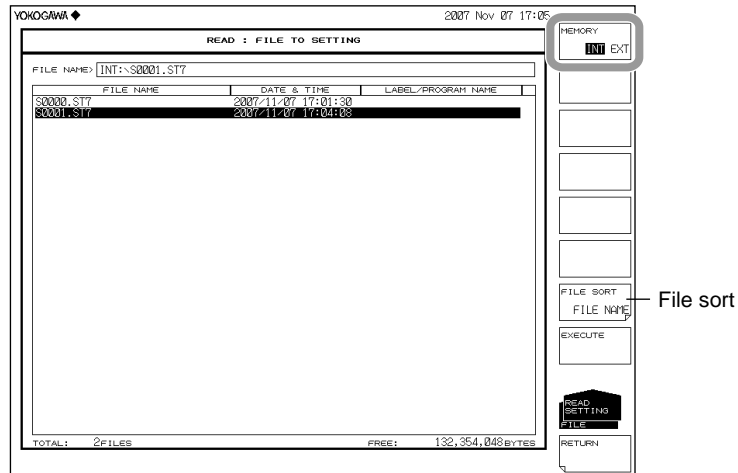 YOKOGAWA ◆ 2007 Nov 07 17:05
READ : FILE TO SETTING
FILE NAME> INT:\S0001.ST7
FILE NAME DATE & TIME LABEL/PROGRAM NAME
S0000.ST7 2007/11/07 17:01:30
S0001.ST7 2007/11/07 17:04:08
TOTAL: 2FILES FREE: 132,354,048 BYTES
MEMORY
INT EXT
FILE SORT
FILE NAME
File sort
EXECUTE
READ
SETTING
FILE
RETURN